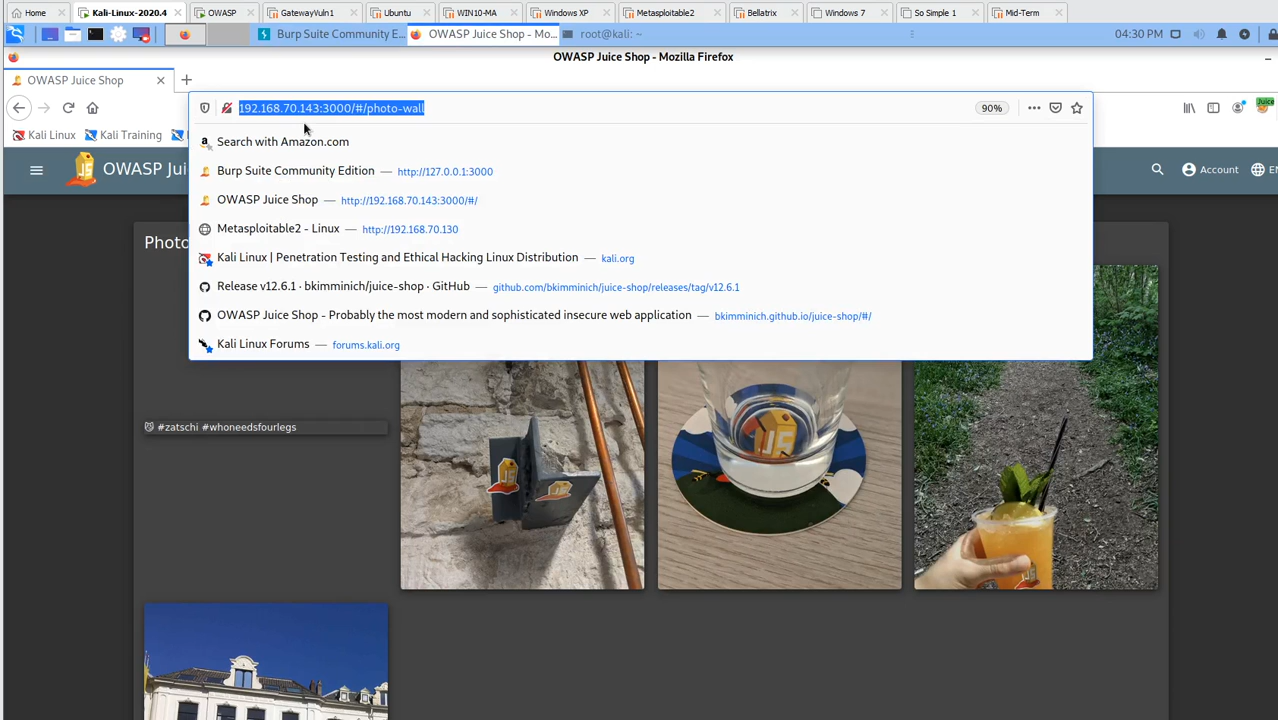 Home Kali-Linux-2020.4 OWASP GatewayVuln1 Ubuntu WIN10-MA Windows XP Metasploitable2 Bellatrix Windows 7 So Simple 1 Mid-Term
Burp Suite Community E... OWASP Juice Shop - Mo... root@kali: ~ 04:30 PM
OWASP Juice Shop - Mozilla Firefox
OWASP Juice Shop
192.168.70.143:3000/#/photo-wall 90% Juice
Kali Linux Kali Training
Search with Amazon.com
OWASP Jui Account EN
Burp Suite Community Edition — http://127.0.0.1:3000
OWASP Juice Shop — http://192.168.70.143:3000/#/
Metasploitable2 - Linux — http://192.168.70.130
Photo
Kali Linux | Penetration Testing and Ethical Hacking Linux Distribution — kali.org
Release v12.6.1 · bkimminich/juice-shop · GitHub — github.com/bkimminich/juice-shop/releases/tag/v12.6.1
OWASP Juice Shop - Probably the most modern and sophisticated insecure web application — bkimminich.github.io/juice-shop/#/
Kali Linux Forums — forums.kali.org
😼 #zatschi #whoneedsfourlegs
JS
JS